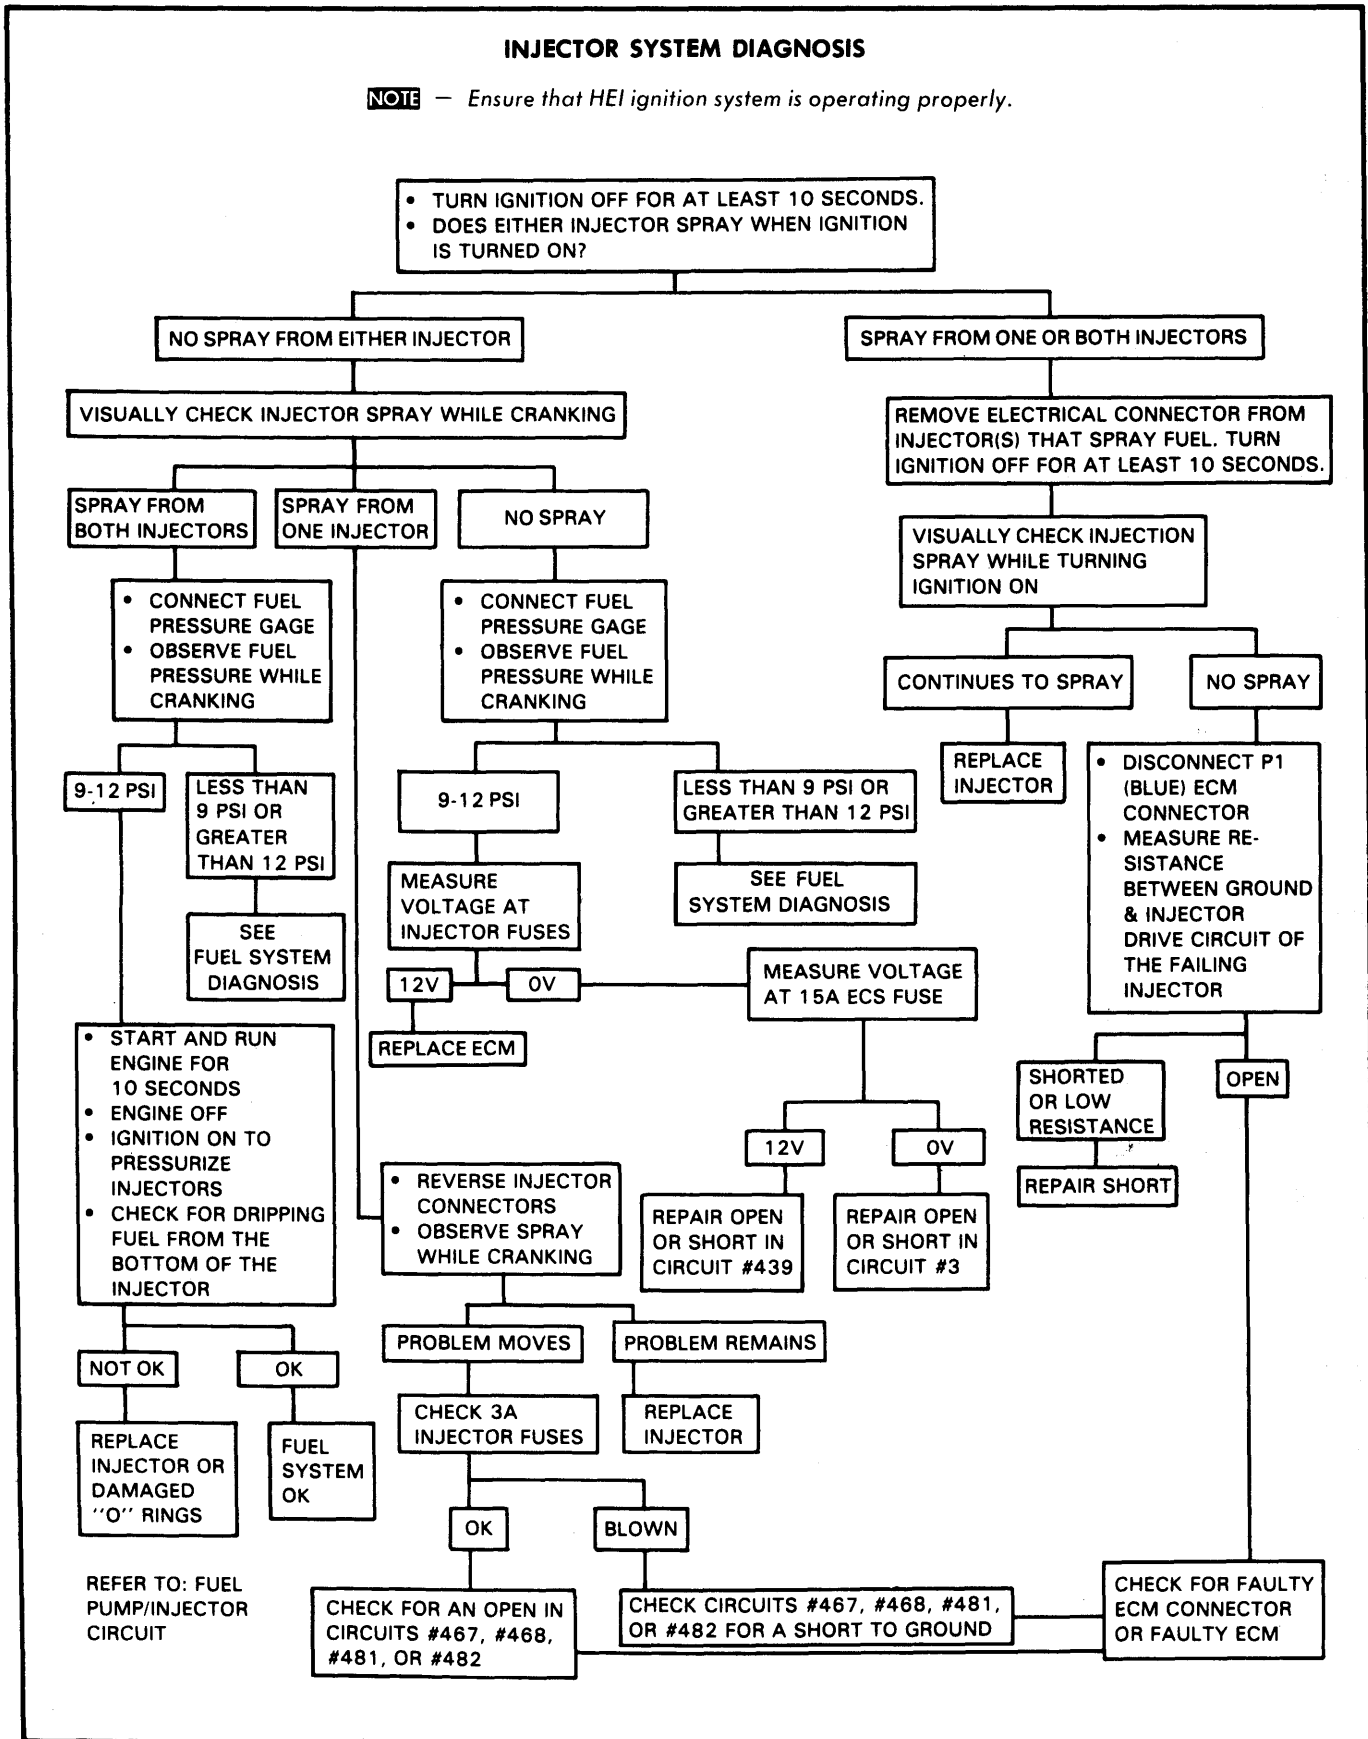 INJECTOR SYSTEM DIAGNOSIS
NOTE – Ensure that HEI ignition system is operating properly.
• TURN IGNITION OFF FOR AT LEAST 10 SECONDS.
• DOES EITHER INJECTOR SPRAY WHEN IGNITION
IS TURNED ON?
NO SPRAY FROM EITHER INJECTOR
SPRAY FROM ONE OR BOTH INJECTORS
VISUALLY CHECK INJECTOR SPRAY WHILE CRANKING
REMOVE ELECTRICAL CONNECTOR FROM
INJECTOR(S) THAT SPRAY FUEL. TURN
IGNITION OFF FOR AT LEAST 10 SECONDS.
SPRAY FROM
BOTH INJECTORS
SPRAY FROM
ONE INJECTOR
NO SPRAY
VISUALLY CHECK INJECTION
SPRAY WHILE TURNING
IGNITION ON
• CONNECT FUEL
PRESSURE GAGE
• OBSERVE FUEL
PRESSURE WHILE
CRANKING
• CONNECT FUEL
PRESSURE GAGE
• OBSERVE FUEL
PRESSURE WHILE
CRANKING
CONTINUES TO SPRAY
NO SPRAY
9-12 PSI
LESS THAN
9 PSI OR
GREATER
THAN 12 PSI
9-12 PSI
LESS THAN 9 PSI OR
GREATER THAN 12 PSI
REPLACE
INJECTOR
• DISCONNECT P1
(BLUE) ECM
CONNECTOR
• MEASURE RE-
SISTANCE
BETWEEN GROUND
& INJECTOR
DRIVE CIRCUIT OF
THE FAILING
INJECTOR
SEE
FUEL SYSTEM
DIAGNOSIS
MEASURE
VOLTAGE AT
INJECTOR FUSES
SEE FUEL
SYSTEM DIAGNOSIS
12V
0V
MEASURE VOLTAGE
AT 15A ECS FUSE
REPLACE ECM
• START AND RUN
ENGINE FOR
10 SECONDS
• ENGINE OFF
• IGNITION ON TO
PRESSURIZE
INJECTORS
• CHECK FOR DRIPPING
FUEL FROM THE
BOTTOM OF THE
INJECTOR
SHORTED
OR LOW
RESISTANCE
OPEN
12V
0V
REPAIR SHORT
• REVERSE INJECTOR
CONNECTORS
• OBSERVE SPRAY
WHILE CRANKING
REPAIR OPEN
OR SHORT IN
CIRCUIT #439
REPAIR OPEN
OR SHORT IN
CIRCUIT #3
NOT OK
OK
PROBLEM MOVES
PROBLEM REMAINS
REPLACE
INJECTOR OR
DAMAGED
"O" RINGS
FUEL
SYSTEM
OK
CHECK 3A
INJECTOR FUSES
REPLACE
INJECTOR
OK
BLOWN
REFER TO: FUEL
PUMP/INJECTOR
CIRCUIT
CHECK FOR AN OPEN IN
CIRCUITS #467, #468,
#481, OR #482
CHECK CIRCUITS #467, #468, #481,
OR #482 FOR A SHORT TO GROUND
CHECK FOR FAULTY
ECM CONNECTOR
OR FAULTY ECM